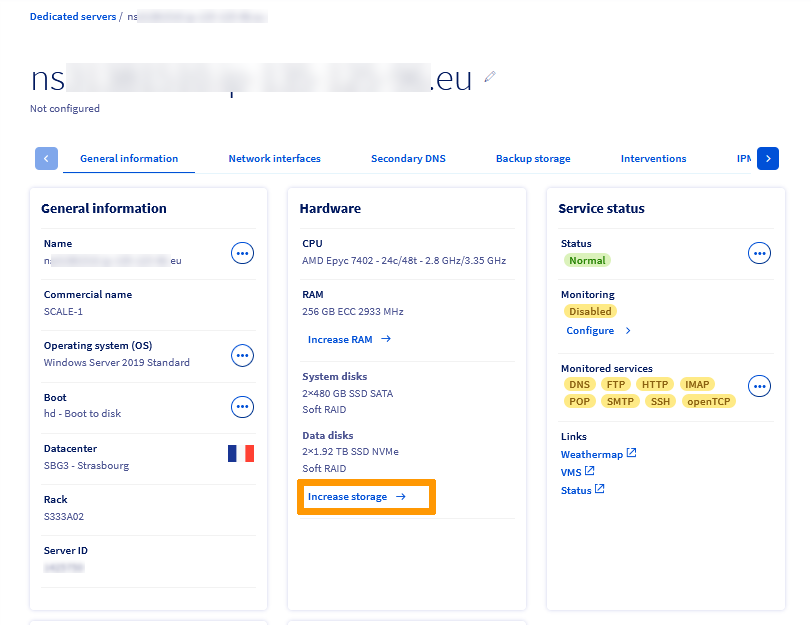 Dedicated servers / ns
ns .eu
Not configured
General information
Network interfaces
Secondary DNS
Backup storage
Interventions
IPM
General information
Name
n .eu
Commercial name
SCALE-1
Operating system (OS)
Windows Server 2019 Standard
Boot
hd - Boot to disk
Datacenter
SBG3 - Strasbourg
Rack
S333A02
Server ID
Hardware
CPU
AMD Epyc 7402 - 24c/48t - 2.8 GHz/3.35 GHz
RAM
256 GB ECC 2933 MHz
Increase RAM →
System disks
2×480 GB SSD SATA
Soft RAID
Data disks
2×1.92 TB SSD NVMe
Soft RAID
Increase storage →
Service status
Status
Normal
Monitoring
Disabled
Configure >
Monitored services
DNS FTP HTTP IMAP
POP SMTP SSH openTCP
Links
Weathermap
VMS
Status